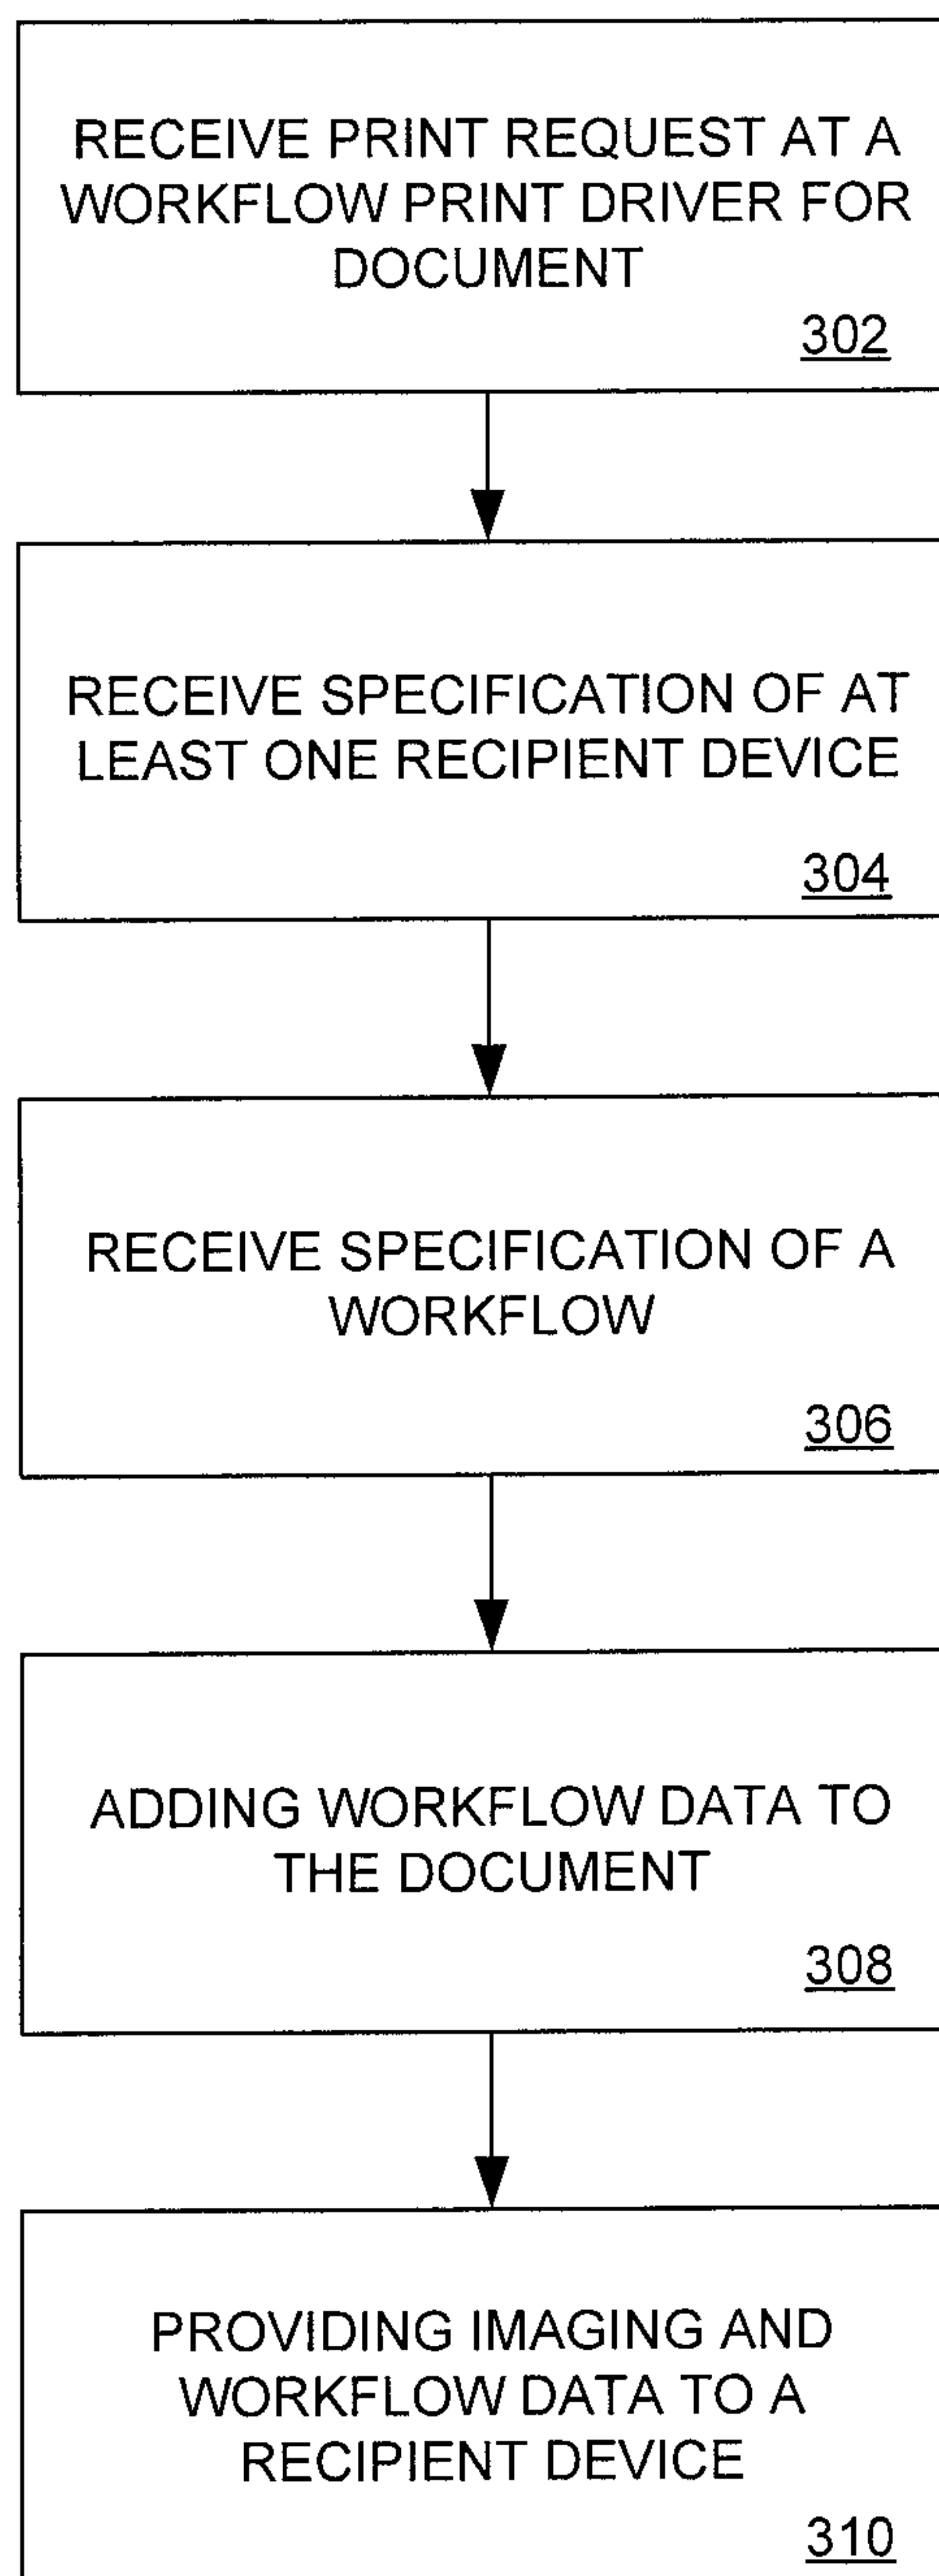 RECEIVE PRINT REQUEST AT A
WORKFLOW PRINT DRIVER FOR
DOCUMENT
302
RECEIVE SPECIFICATION OF AT
LEAST ONE RECIPIENT DEVICE
304
RECEIVE SPECIFICATION OF A
WORKFLOW
306
ADDING WORKFLOW DATA TO
THE DOCUMENT
308
PROVIDING IMAGING AND
WORKFLOW DATA TO A
RECIPIENT DEVICE
310